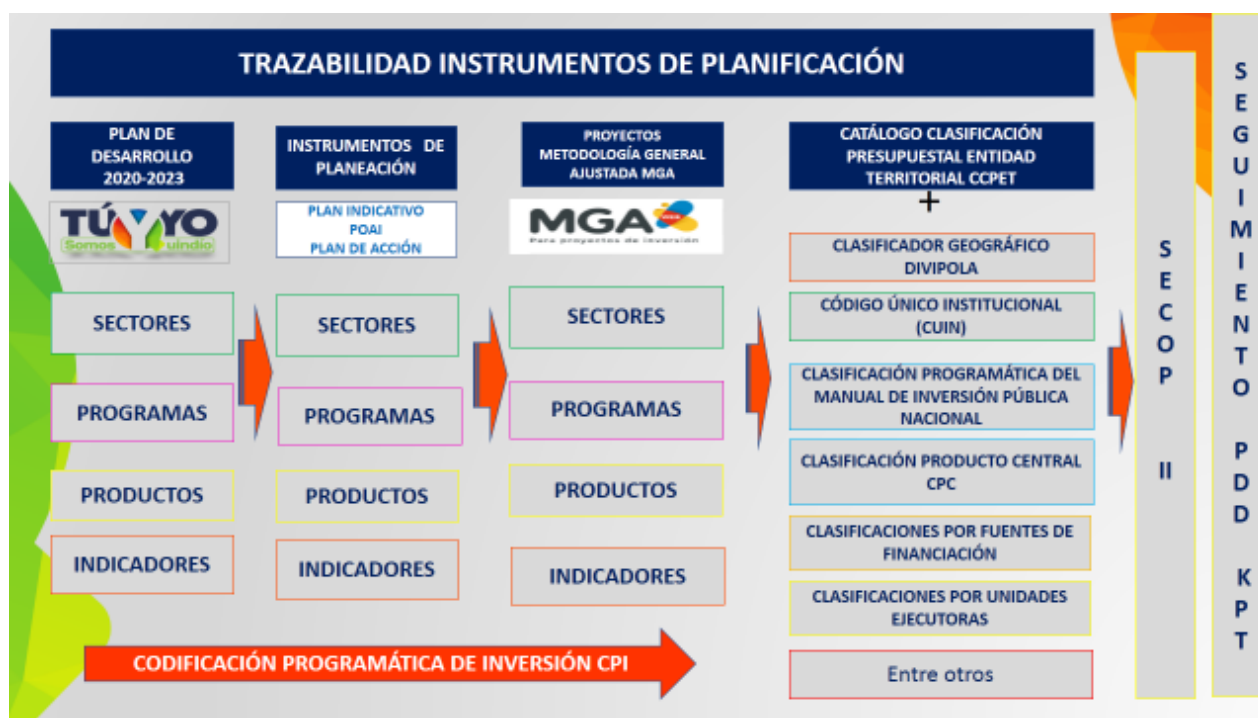 TRAZABILIDAD INSTRUMENTOS DE PLANIFICACIÓN
PLAN DE
DESARROLLO
2020-2023
TÚ Y YO
Somos Quindío
SECTORES
PROGRAMAS
PRODUCTOS
INDICADORES
INSTRUMENTOS DE
PLANEACIÓN
PLAN INDICATIVO
POAI
PLAN DE ACCIÓN
SECTORES
PROGRAMAS
PRODUCTOS
INDICADORES
PROYECTOS
METODOLOGÍA GENERAL
AJUSTADA MGA
MGA
Para proyectos de inversión
SECTORES
PROGRAMAS
PRODUCTOS
INDICADORES
CODIFICACIÓN PROGRAMÁTICA DE INVERSIÓN CPI
CATÁLOGO CLASIFICACIÓN
PRESUPUESTAL ENTIDAD
TERRITORIAL CCPET
+
CLASIFICADOR GEOGRÁFICO
DIVIPOLA
CÓDIGO ÚNICO INSTITUCIONAL
(CUIN)
CLASIFICACIÓN PROGRAMÁTICA DEL
MANUAL DE INVERSIÓN PÚBLICA
NACIONAL
CLASIFICACIÓN PRODUCTO CENTRAL
CPC
CLASIFICACIONES POR FUENTES DE
FINANCIACIÓN
CLASIFICACIONES POR UNIDADES
EJECUTORAS
Entre otros
SECOP II
SEGUIMIENTO PDD KPT